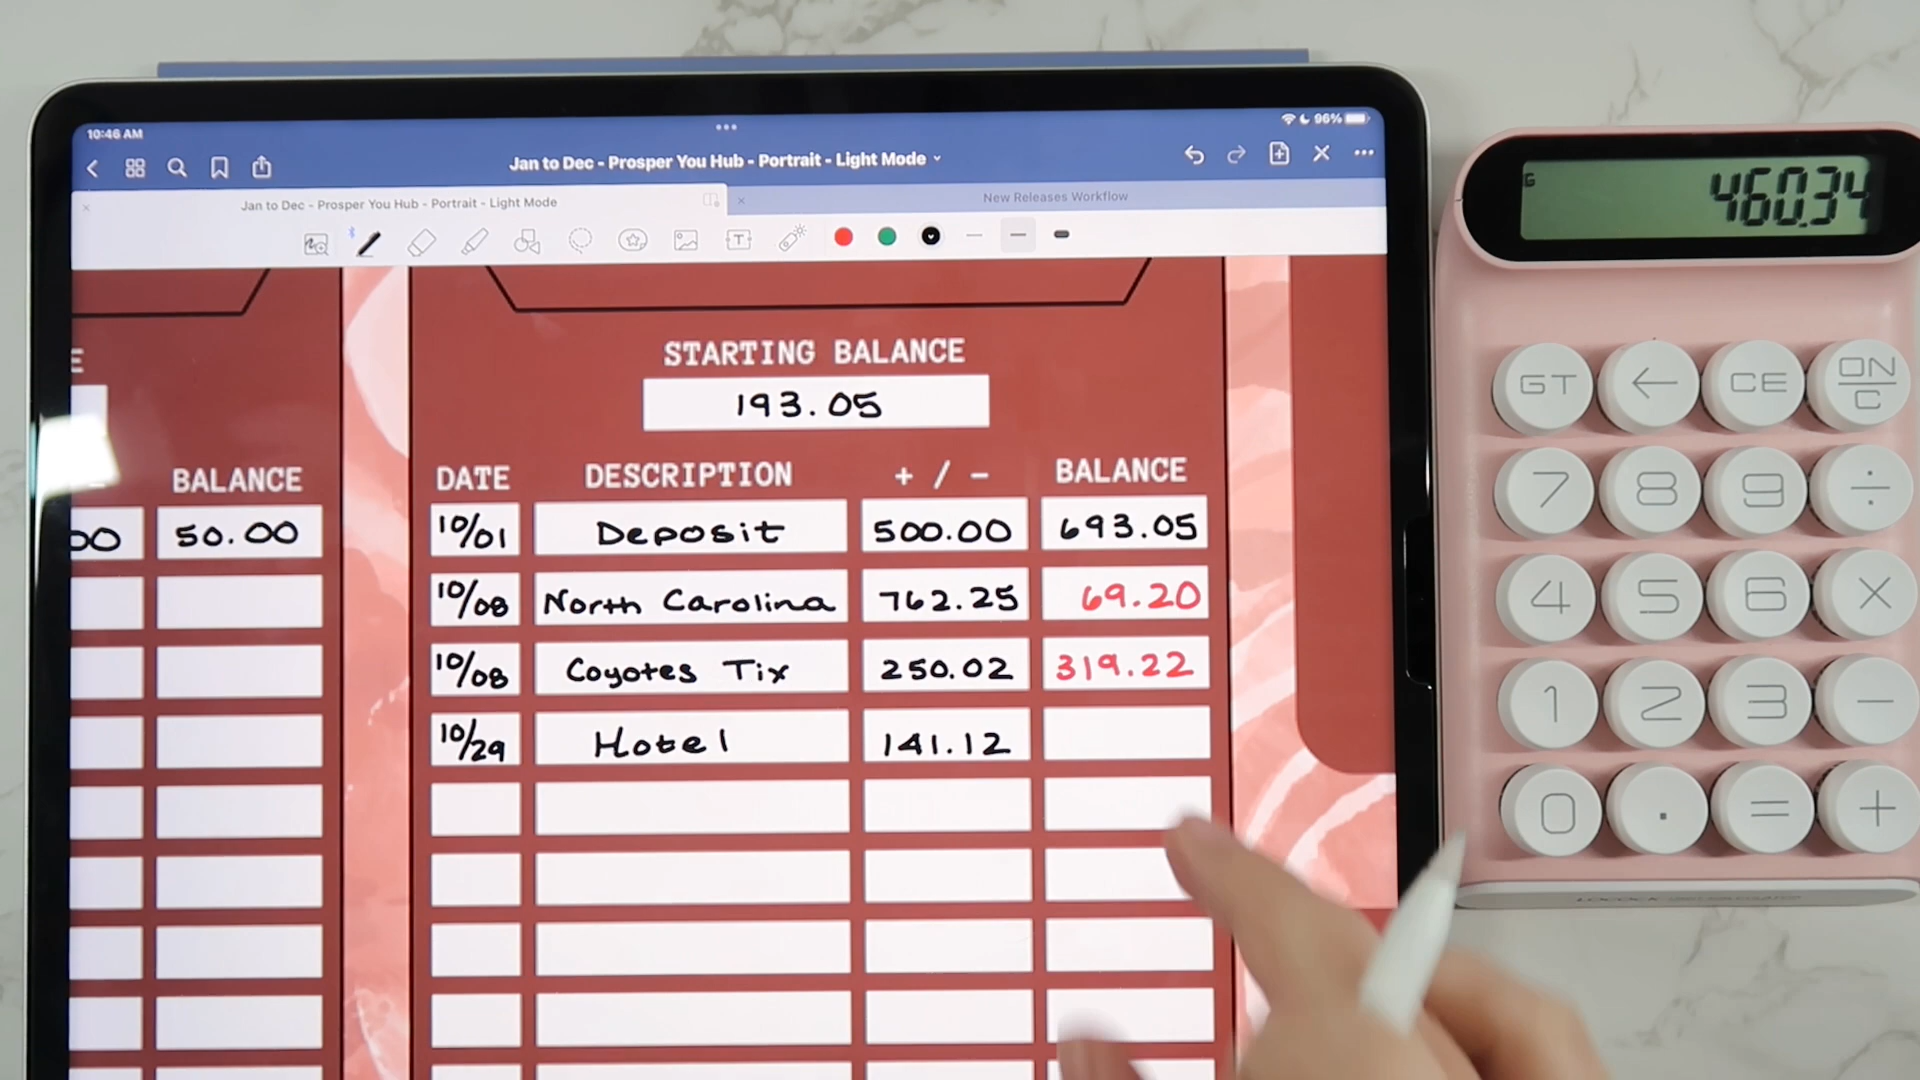 10:46 AM
96%
Jan to Dec - Prosper You Hub - Portrait - Light Mode
Jan to Dec - Prosper You Hub - Portrait - Light Mode
New Releases Workflow
T
STARTING BALANCE
193.05
E
BALANCE
DATE DESCRIPTION + / - BALANCE
00 50.00
10/01 Deposit 500.00 693.05
10/08 North Carolina 762.25 69.20
10/08 Coyotes Tix 250.02 319.22
10/29 Hotel 141.12
G
460.34
GT ← CE ON/C
7 8 9 ÷
4 5 6 ×
1 2 3 −
0 . = +